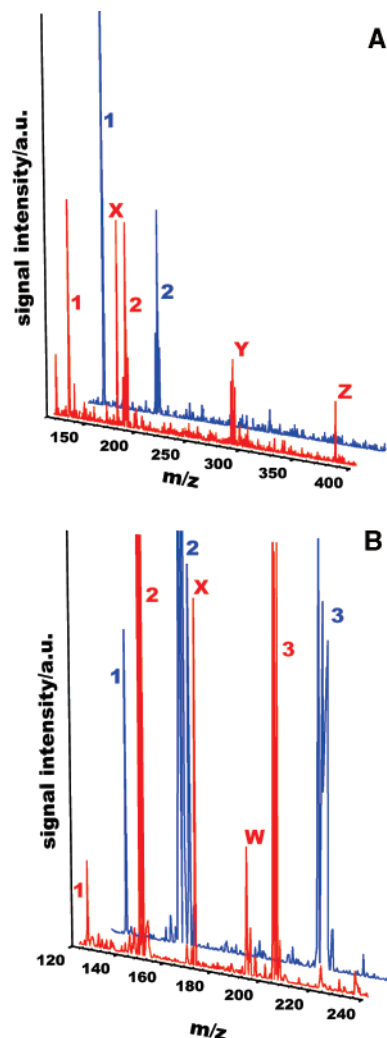 A
signal intensity/a.u.
1
X
1
2
2
Y
Z
150 200 250 300 350 400
m/z
B
signal intensity/a.u.
2
2
X
1
3
3
W
1
120 140 160 180 200 220 240
m/z